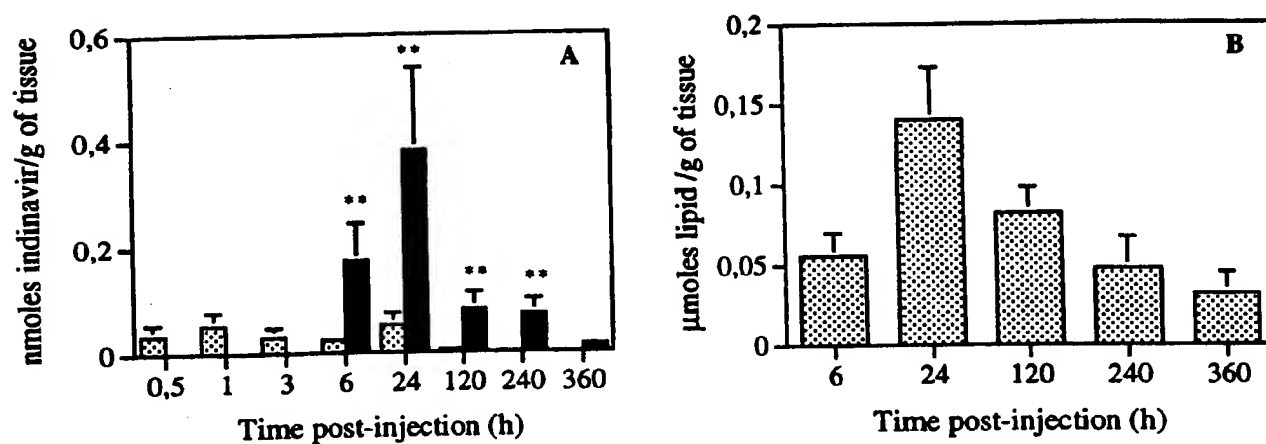 nmoles indinavir/g of tissue
0,6
0,4
0,2
0
A
**
**
**
**
0,5 1 3 6 24 120 240 360
Time post-injection (h)
µmoles lipid /g of tissue
0,2
0,15
0,1
0,05
0
B
6 24 120 240 360
Time post-injection (h)